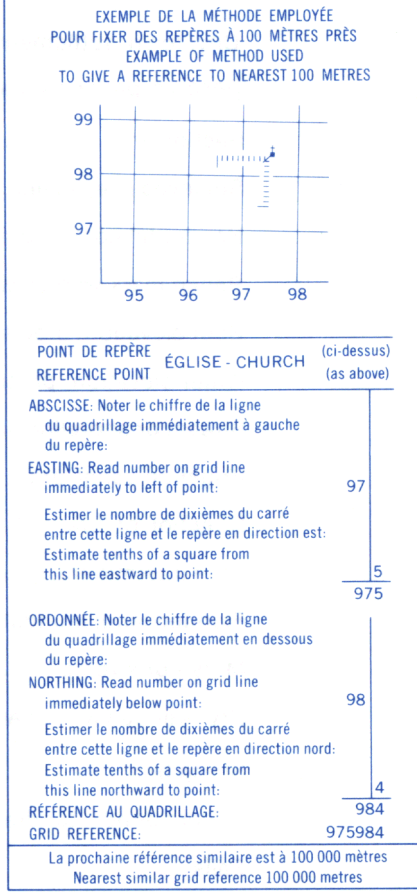 EXEMPLE DE LA MÉTHODE EMPLOYÉE
POUR FIXER DES REPÈRES À 100 MÈTRES PRÈS
EXAMPLE OF METHOD USED
TO GIVE A REFERENCE TO NEAREST 100 METRES
99
98
97
95 96 97 98
POINT DE REPÈRE
REFERENCE POINT
ÉGLISE - CHURCH
(ci-dessus)
(as above)
ABSCISSE: Noter le chiffre de la ligne
du quadrillage immédiatement à gauche
du repère:
EASTING: Read number on grid line
immediately to left of point: 97
Estimer le nombre de dixièmes du carré
entre cette ligne et le repère en direction est:
Estimate tenths of a square from
this line eastward to point: 5
975
ORDONNÉE: Noter le chiffre de la ligne
du quadrillage immédiatement en dessous
du repère:
NORTHING: Read number on grid line
immediately below point: 98
Estimer le nombre de dixièmes du carré
entre cette ligne et le repère en direction nord:
Estimate tenths of a square from
this line northward to point: 4
RÉFÉRENCE AU QUADRILLAGE: 984
GRID REFERENCE: 975984
La prochaine référence similaire est à 100 000 mètres
Nearest similar grid reference 100 000 metres